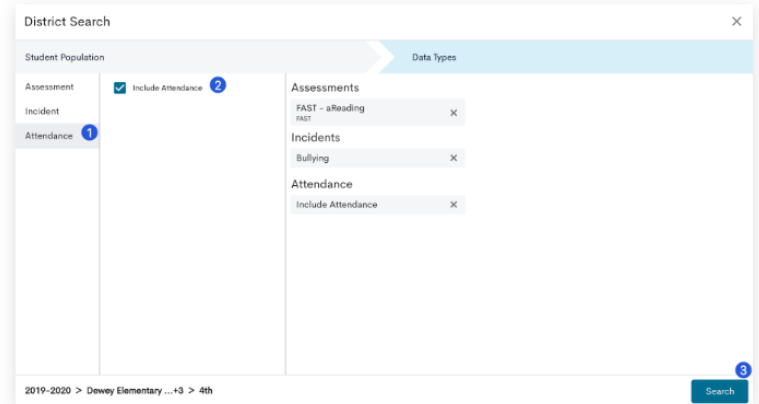 District Search
Student Population
Data Types
Assessment
Incident
Attendance 1
Include Attendance 2
Assessments
FAST - aReading
FAST
Incidents
Bullying
Attendance
Include Attendance
2019-2020 > Dewey Elementary ...+3 > 4th
3
Search